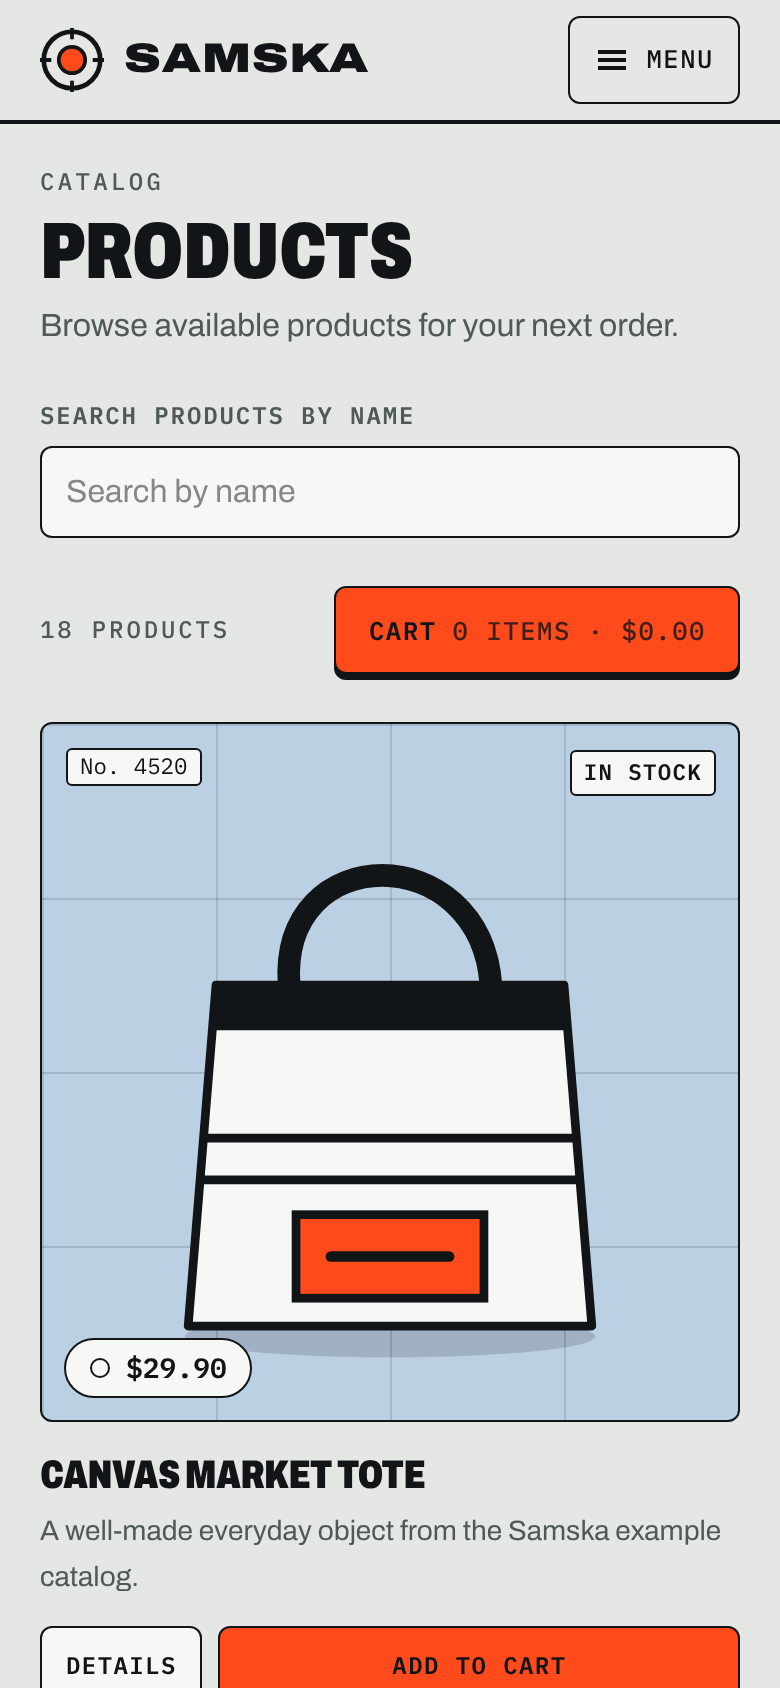 SAMSKA
MENU
CATALOG
PRODUCTS
Browse available products for your next order.
SEARCH PRODUCTS BY NAME
Search by name
18 PRODUCTS
CART 0 ITEMS · $0.00
No. 4520
IN STOCK
$29.90
CANVAS MARKET TOTE
A well-made everyday object from the Samska example
catalog.
DETAILS
ADD TO CART